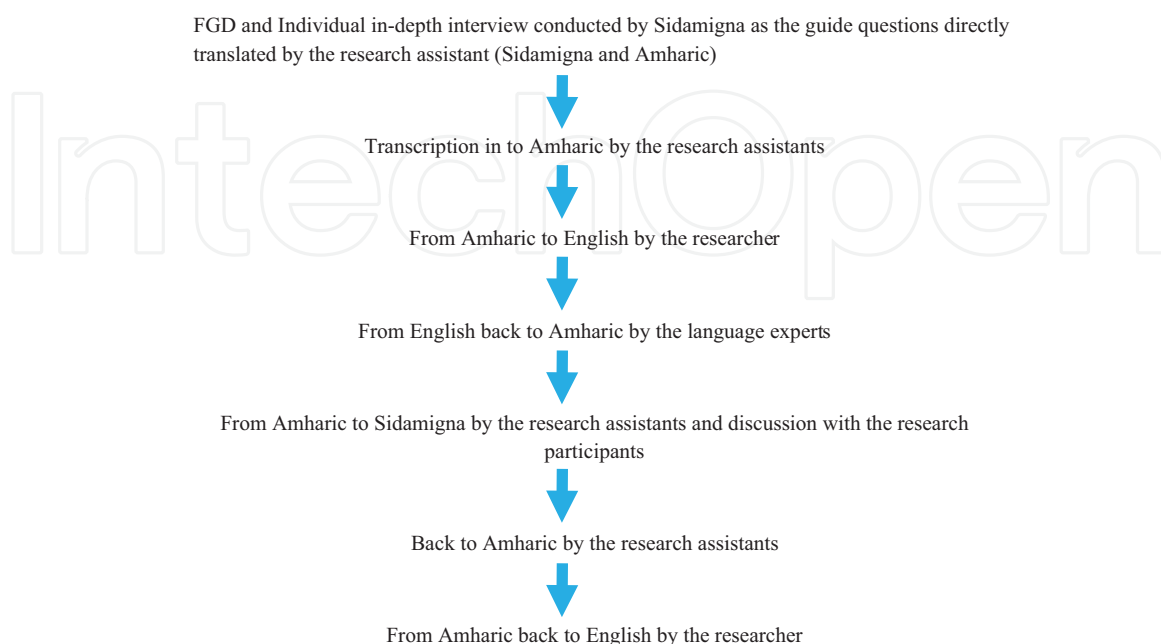 FGD and Individual in-depth interview conducted by Sidamigna as the guide questions directly
translated by the research assistant (Sidamigna and Amharic)
IntechOpen
Transcription in to Amharic by the research assistants
From Amharic to English by the researcher
From English back to Amharic by the language experts
From Amharic to Sidamigna by the research assistants and discussion with the research
participants
Back to Amharic by the research assistants
From Amharic back to English by the researcher